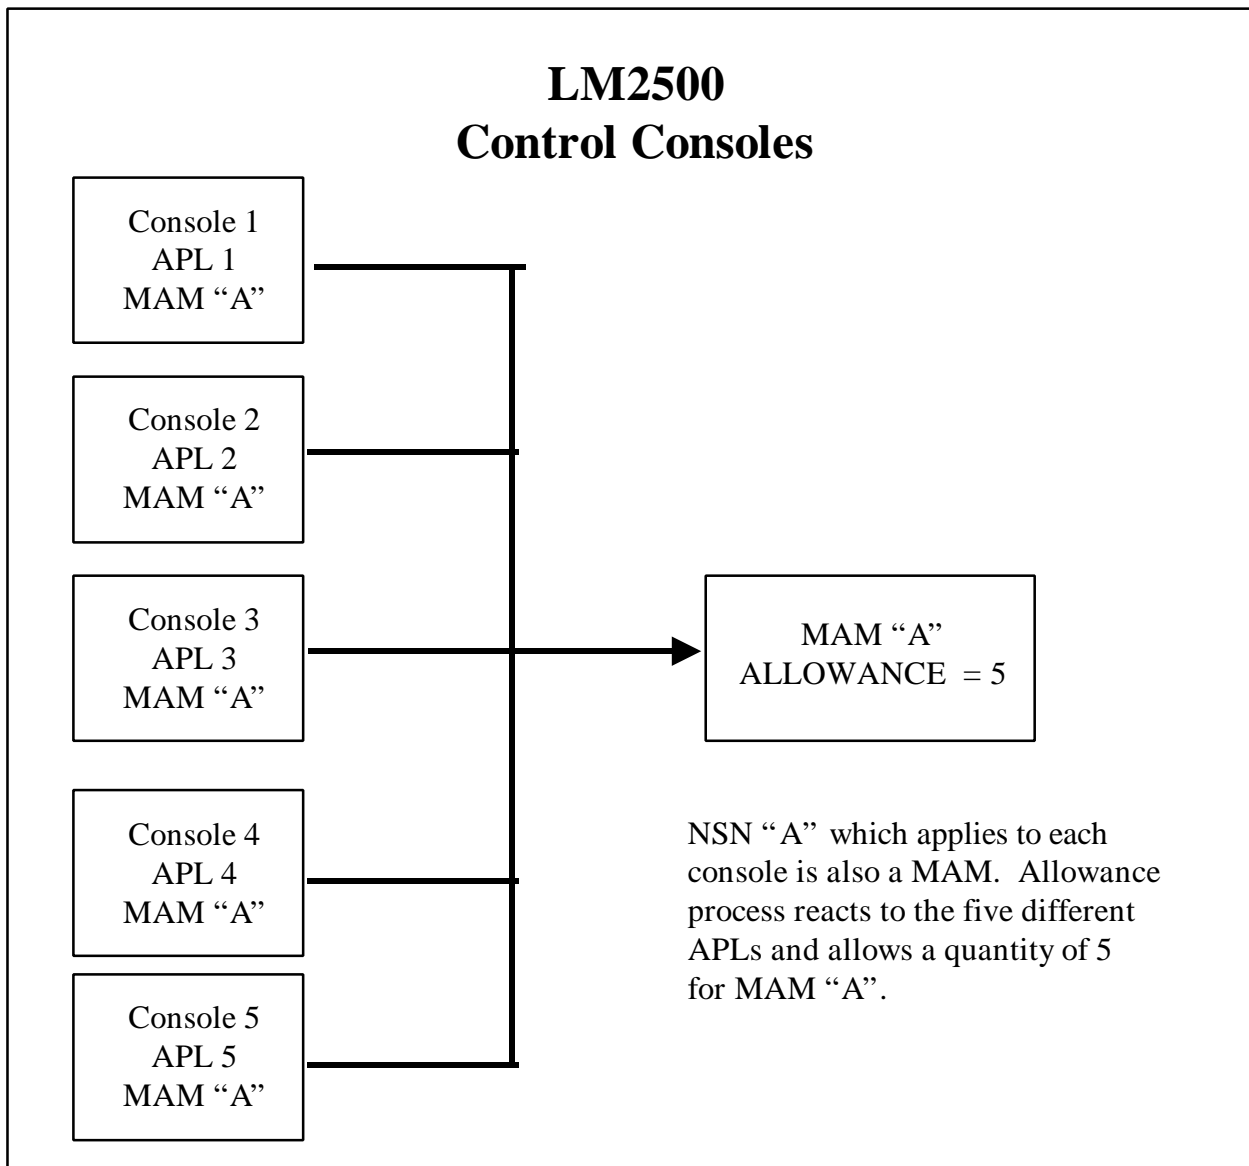 LM2500
Control Consoles
Console 1
APL 1
MAM “A”
Console 2
APL 2
MAM “A”
Console 3
APL 3
MAM “A”
Console 4
APL 4
MAM “A”
Console 5
APL 5
MAM “A”
MAM “A”
ALLOWANCE = 5
NSN “A” which applies to each
console is also a MAM. Allowance
process reacts to the five different
APLs and allows a quantity of 5
for MAM “A”.